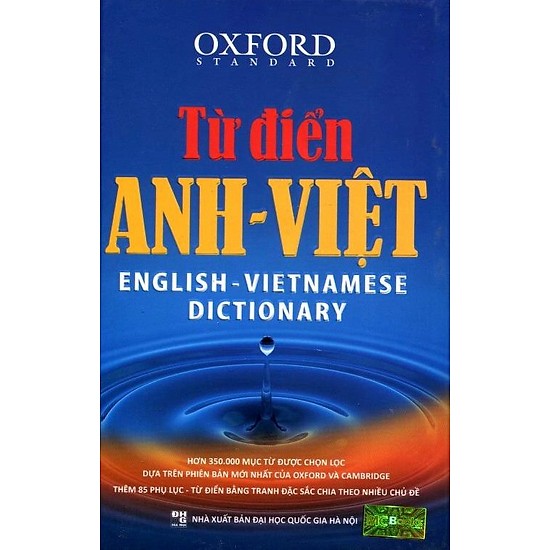 OXFORD
STANDARD
Từ điển
ANH-VIỆT
ENGLISH-VIETNAMESE
DICTIONARY
HƠN 350.000 MỤC TỪ ĐƯỢC CHỌN LỌC
DỰA TRÊN PHIÊN BẢN MỚI NHẤT CỦA OXFORD VÀ CAMBRIDGE
THÊM 85 PHỤ LỤC - TỪ ĐIỂN BẰNG TRANH ĐẶC SẮC CHIA THEO NHIỀU CHỦ ĐỀ
ĐHQG NHÀ XUẤT BẢN ĐẠI HỌC QUỐC GIA HÀ NỘI